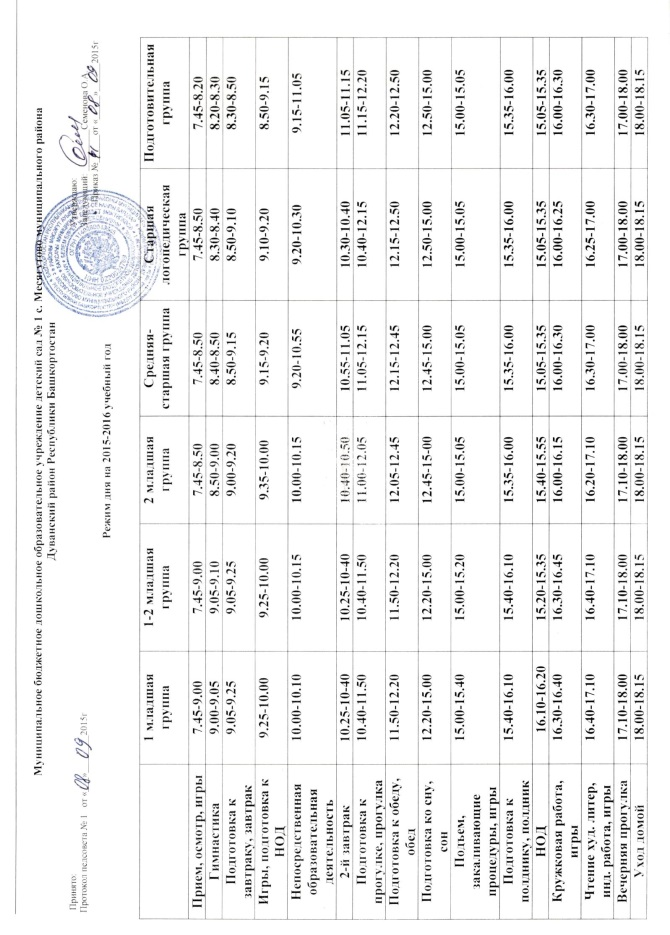 Муниципальное бюджетное дошкольное образовательное учреждение детский сад № 1 с. Месягутово муниципального района
Дуванский район Республики Башкортостан
Принято:
Протокол педсовета № 1 от «08» 09 2015г
Утверждаю:
Заведующий Семенова О.А
Приказ № от « 08 » 09 2015г
Режим дня на 2015-2016 учебный год
1 младшая группа | 1-2 младшая группа | 2 младшая группа | Средняя-старшая группа | Старшая логопедическая группа | Подготовительная группа
Прием, осмотр, игры | 7.45-9.00 | 7.45-9.00 | 7.45-8.50 | 7.45-8.50 | 7.45-8.50 | 7.45-8.20
Гимнастика | 9.00-9.05 | 9.05-9.10 | 8.50-9.00 | 8.40-8.50 | 8.30-8.40 | 8.20-8.30
Подготовка к завтраку, завтрак | 9.05-9.25 | 9.05-9.25 | 9.00-9.20 | 8.50-9.15 | 8.50-9.10 | 8.30-8.50
Игры, подготовка к НОД | 9.25-10.00 | 9.25-10.00 | 9.35-10.00 | 9.15-9.20 | 9.10-9.20 | 8.50-9.15
Непосредственная образовательная деятельность | 10.00-10.10 | 10.00-10.15 | 10.00-10.15 | 9.20-10.55 | 9.20-10.30 | 9.15-11.05
2-й завтрак | 10.25-10-40 | 10.25-10-40 | 10.40-10.50 | 10.55-11.05 | 10.30-10.40 | 11.05-11.15
Подготовка к прогулке, прогулка | 10.40-11.50 | 10.40-11.50 | 11.00-12.05 | 11.05-12.15 | 10.40-12.15 | 11.15-12.20
Подготовка к обеду, обед | 11.50-12.20 | 11.50-12.20 | 12.05-12.45 | 12.15-12.45 | 12.15-12.50 | 12.20-12.50
Подготовка ко сну, сон | 12.20-15.00 | 12.20-15.00 | 12.45-15-00 | 12.45-15.00 | 12.50-15.00 | 12.50-15.00
Подъем, закаливающие процедуры, игры | 15.00-15.40 | 15.00-15.20 | 15.00-15.05 | 15.00-15.05 | 15.00-15.05 | 15.00-15.05
Подготовка к полднику, полдник | 15.40-16.10 | 15.40-16.10 | 15.35-16.00 | 15.35-16.00 | 15.35-16.00 | 15.35-16.00
НОД | 16.10-16.20 | 15.20-15.35 | 15.40-15.55 | 15.05-15.35 | 15.05-15.35 | 15.05-15.35
Кружковая работа, игры | 16.30-16.40 | 16.30-16.45 | 16.00-16.15 | 16.00-16.30 | 16.00-16.25 | 16.00-16.30
Чтение худ. литер, инд. работа, игры | 16.40-17.10 | 16.40-17.10 | 16.20-17.10 | 16.30-17.00 | 16.25-17.00 | 16.30-17.00
Вечерняя прогулка | 17.10-18.00 | 17.10-18.00 | 17.10-18.00 | 17.00-18.00 | 17.00-18.00 | 17.00-18.00
Уход домой | 18.00-18.15 | 18.00-18.15 | 18.00-18.15 | 18.00-18.15 | 18.00-18.15 | 18.00-18.15